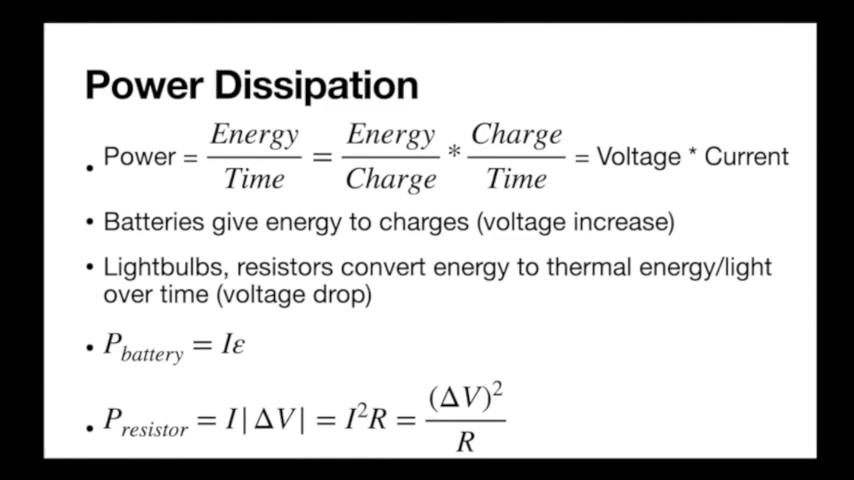 Power Dissipation
• Power = Energy/Time = Energy/Charge * Charge/Time = Voltage * Current
• Batteries give energy to charges (voltage increase)
• Lightbulbs, resistors convert energy to thermal energy/light
over time (voltage drop)
• P_battery = Iε
• P_resistor = I|ΔV| = I²R = (ΔV)²/R